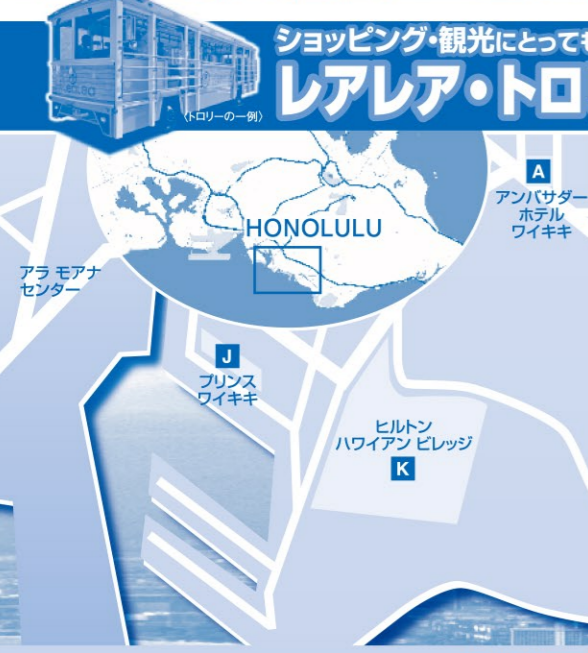 ショッピング・観光にとっても
レアレア・トロ
〈トロリーの一例〉
HONOLULU
A
アンバサダー
ホテル
ワイキキ
アラ モアナ
センター
J
プリンス
ワイキキ
ヒルトン
ハワイアン ビレッジ
K